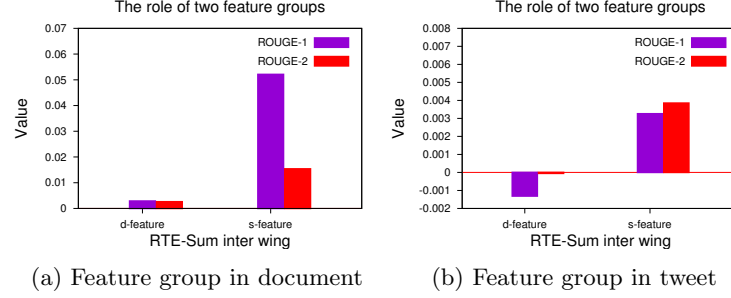 The role of two feature groups
0.07
0.06
0.05
0.04
0.03
0.02
0.01
0
Value
ROUGE-1
ROUGE-2
d-feature s-feature
RTE-Sum inter wing
(a) Feature group in document
The role of two feature groups
0.008
0.007
0.006
0.005
0.004
0.003
0.002
0.001
0
-0.001
-0.002
Value
ROUGE-1
ROUGE-2
d-feature s-feature
RTE-Sum inter wing
(b) Feature group in tweet